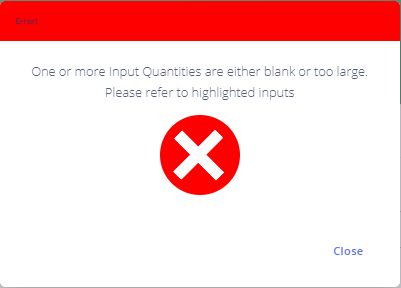 Error!
One or more Input Quantities are either blank or too large.
Please refer to highlighted inputs
Close